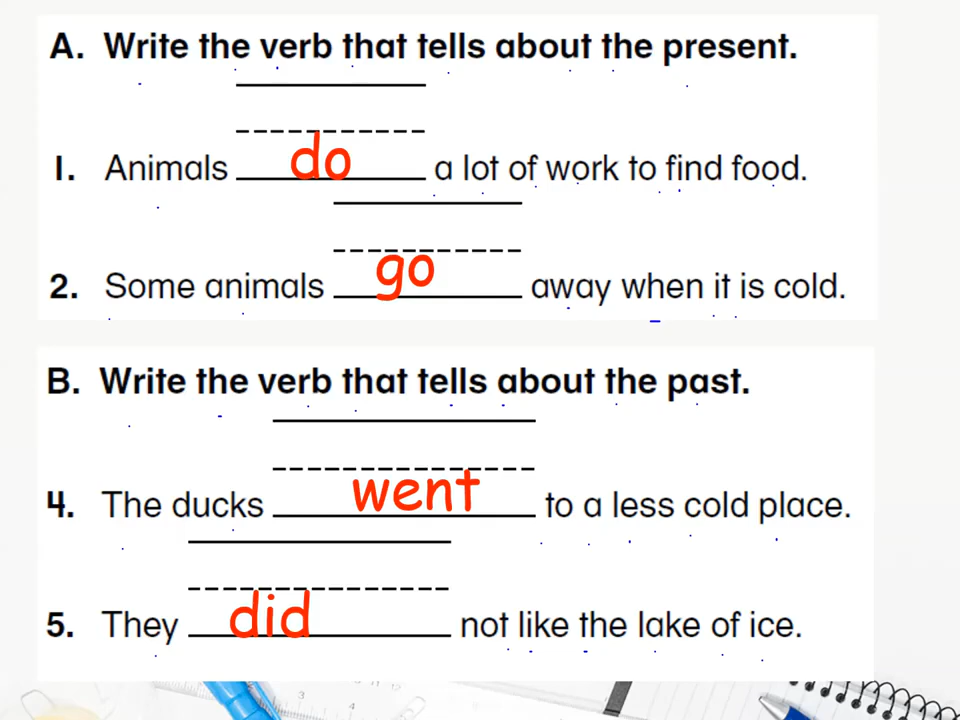 A. Write the verb that tells about the present.
1. Animals do a lot of work to find food.
2. Some animals go away when it is cold.
B. Write the verb that tells about the past.
4. The ducks went to a less cold place.
5. They did not like the lake of ice.
3
4